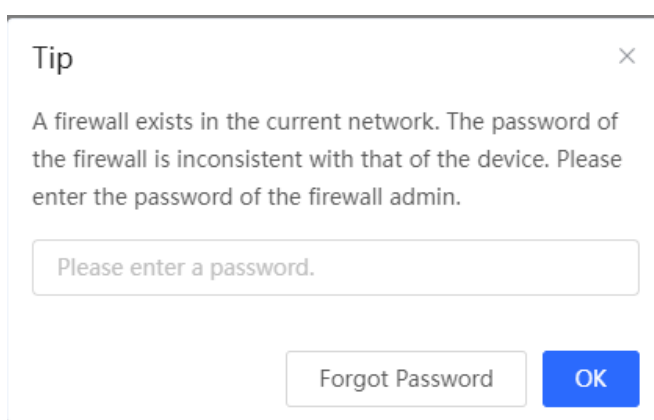 Tip
A firewall exists in the current network. The password of
the firewall is inconsistent with that of the device. Please
enter the password of the firewall admin.
Please enter a password.
Forgot Password
OK